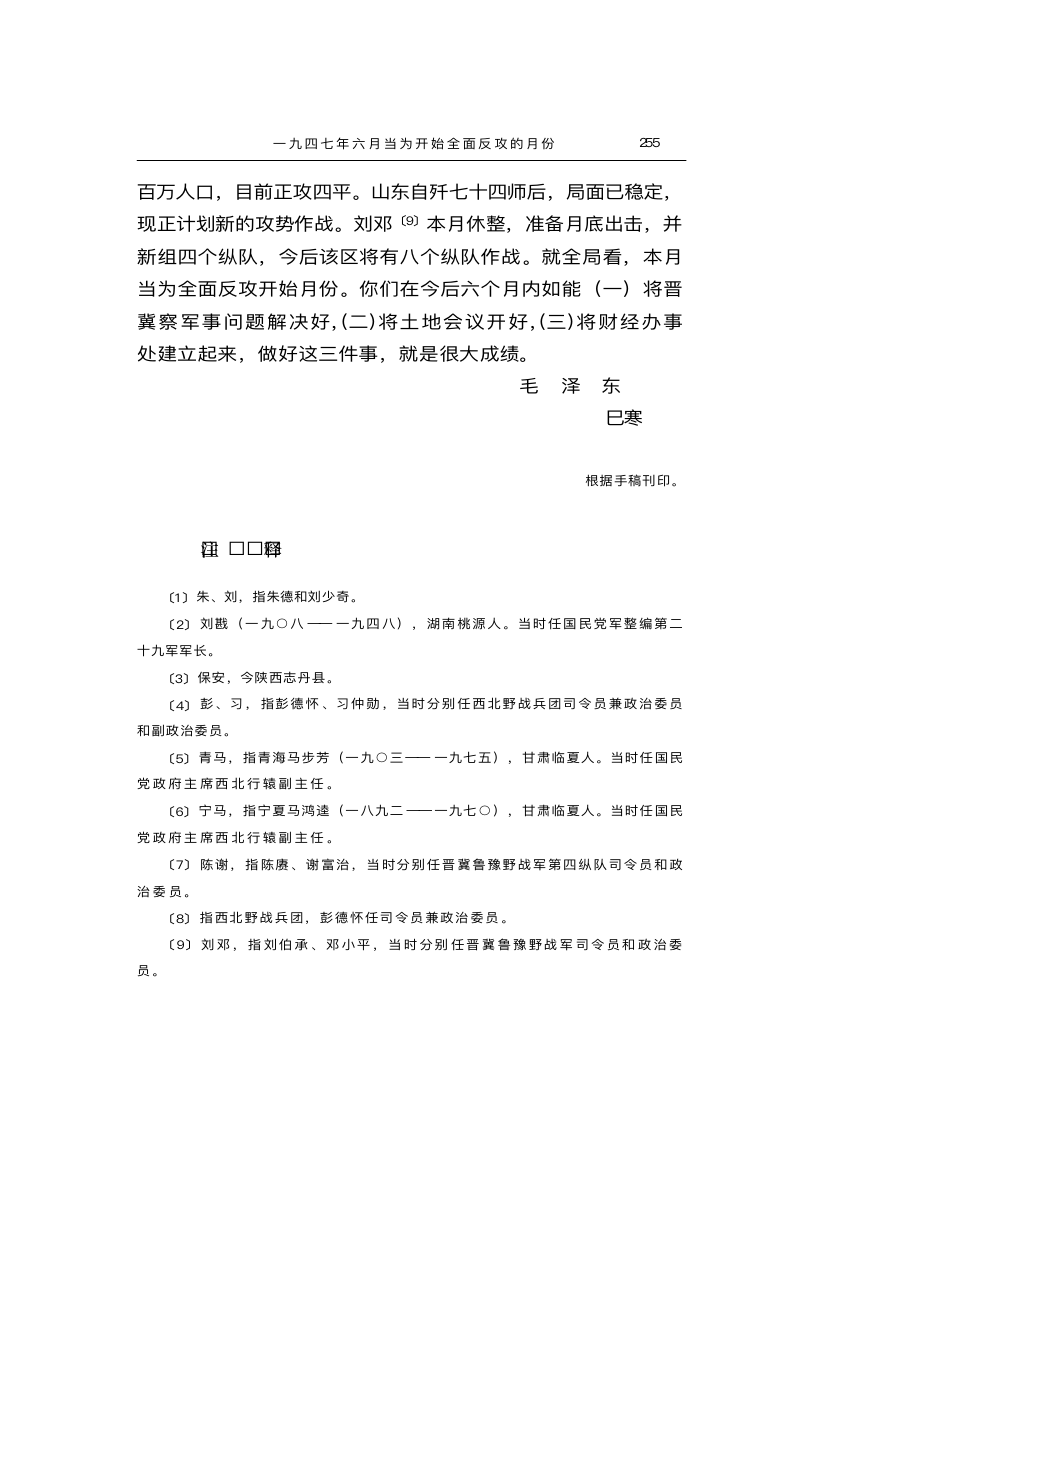 一九四七年六月当为开始全面反攻的月份 255
百万人口，目前正攻四平。山东自歼七十四师后，局面已稳定，
现正计划新的攻势作战。刘邓〔9〕本月休整，准备月底出击，并
新组四个纵队，今后该区将有八个纵队作战。就全局看，本月
当为全面反攻开始月份。你们在今后六个月内如能（一）将晋
冀察军事问题解决好，(二)将土地会议开好，(三)将财经办事
处建立起来，做好这三件事，就是很大成绩。
毛 泽 东
巳寒
根据手稿刊印。
注 □□释
〔1〕朱、刘，指朱德和刘少奇。
〔2〕刘戡（一九〇八——一九四八），湖南桃源人。当时任国民党军整编第二
十九军军长。
〔3〕保安，今陕西志丹县。
〔4〕彭、习，指彭德怀、习仲勋，当时分别任西北野战兵团司令员兼政治委员
和副政治委员。
〔5〕青马，指青海马步芳（一九〇三——一九七五），甘肃临夏人。当时任国民
党政府主席西北行辕副主任。
〔6〕宁马，指宁夏马鸿逵（一八九二——一九七〇），甘肃临夏人。当时任国民
党政府主席西北行辕副主任。
〔7〕陈谢，指陈赓、谢富治，当时分别任晋冀鲁豫野战军第四纵队司令员和政
治委员。
〔8〕指西北野战兵团，彭德怀任司令员兼政治委员。
〔9〕刘邓，指刘伯承、邓小平，当时分别任晋冀鲁豫野战军司令员和政治委
员。